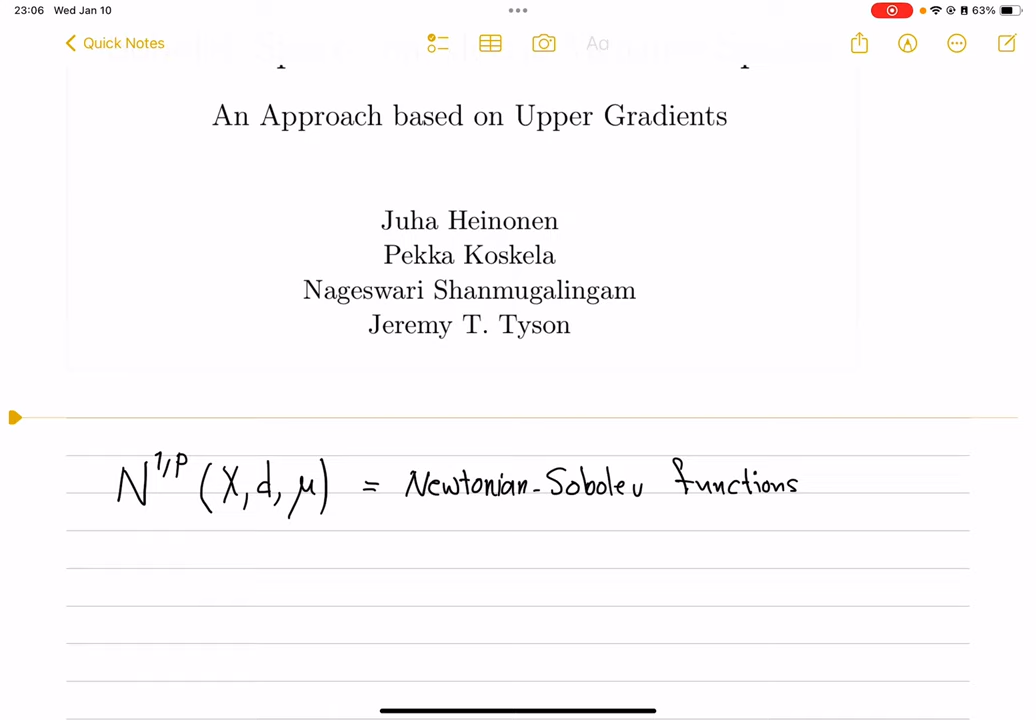 23:06 Wed Jan 10
63%
Quick Notes
Aa
An Approach based on Upper Gradients
Juha Heinonen
Pekka Koskela
Nageswari Shanmugalingam
Jeremy T. Tyson
N^{1,p} (X, d, μ) = Newtonian-Sobolev functions